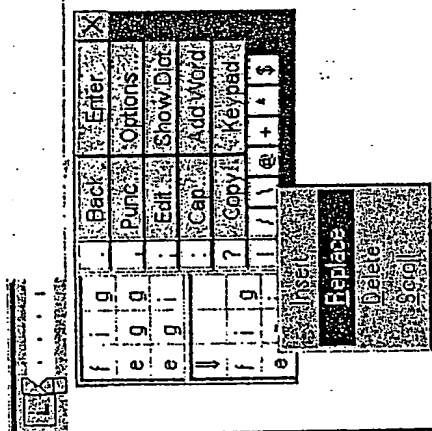 f i g . Back Enter X
e g g , Punc Options
e g i ; Edit Show Dict
: Cap Add Word
⇒ ? Copy Keypad
f i g | / \ @ + * $
e
Insert
Replace
Delete
Scroll